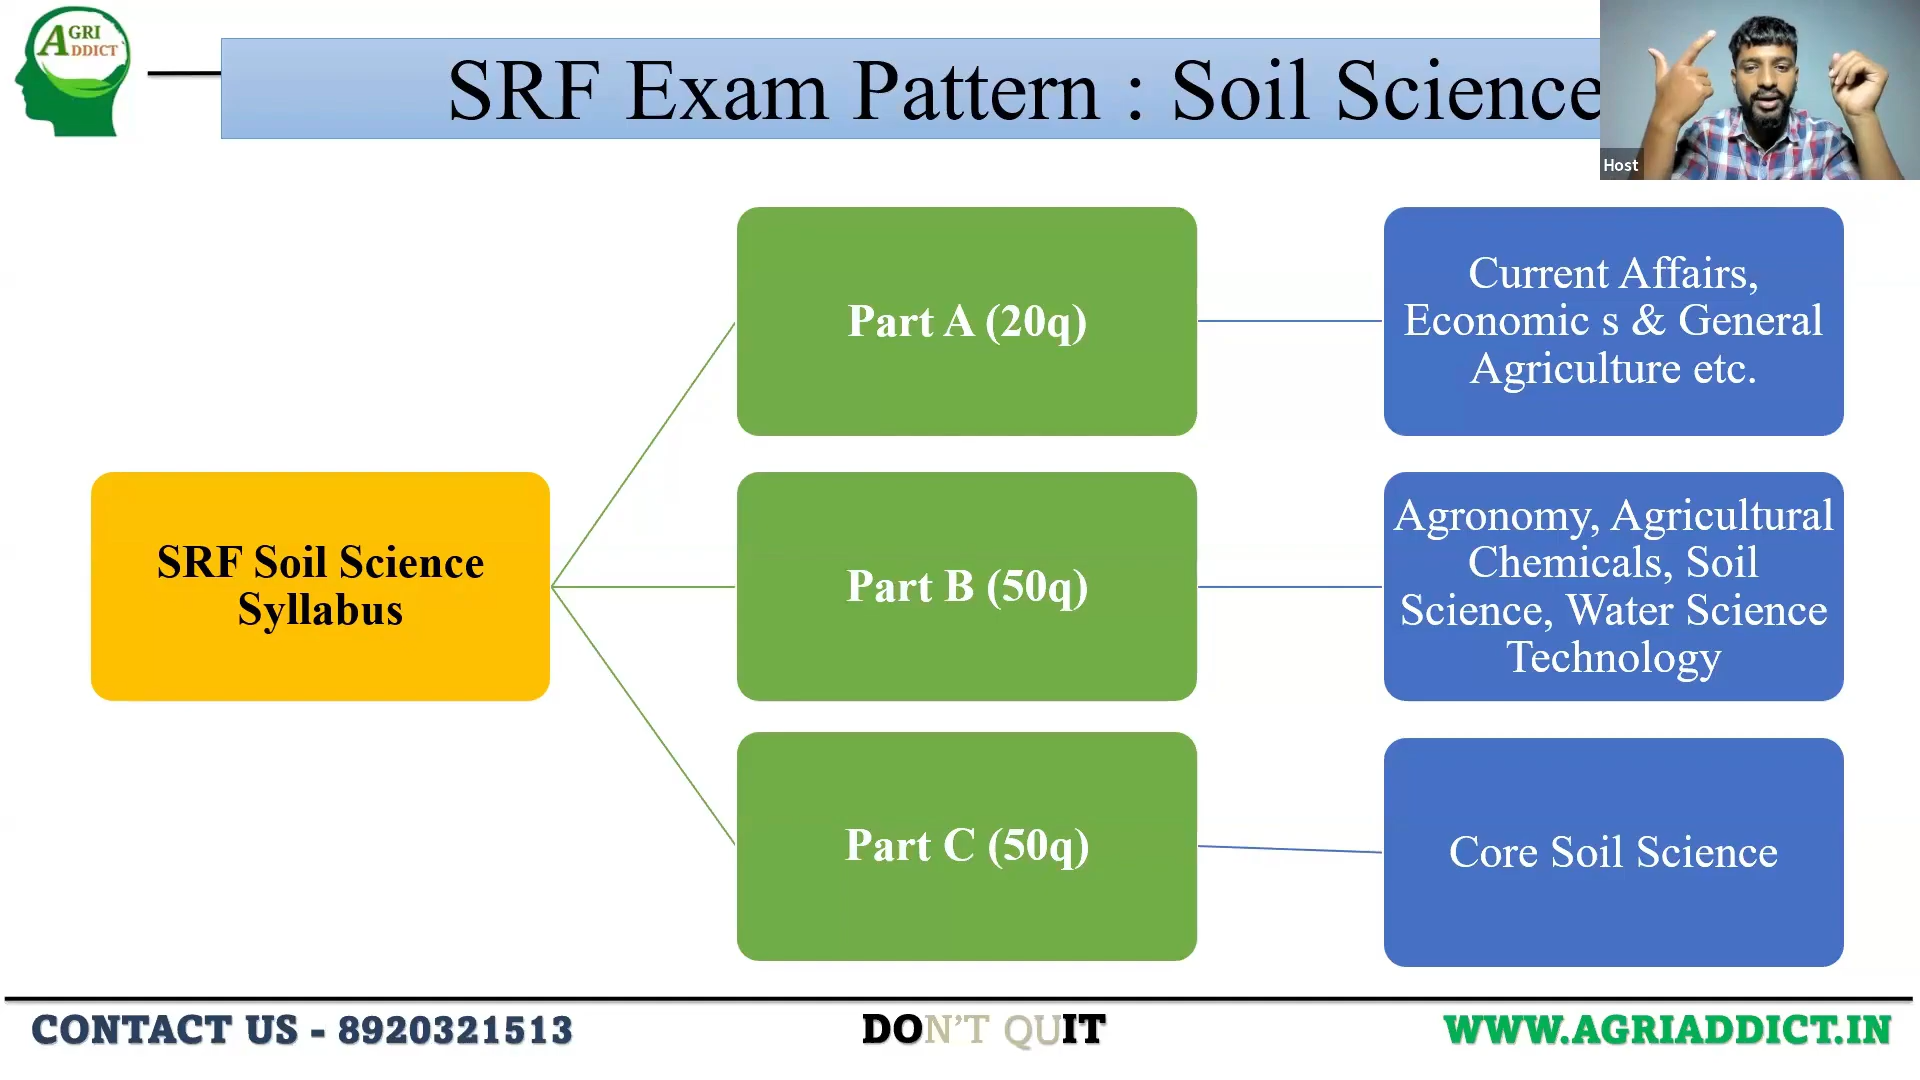 AGRI
ADDICT
SRF Exam Pattern : Soil Science
Host
Part A (20q)
Current Affairs,
Economic s & General
Agriculture etc.
SRF Soil Science
Syllabus
Part B (50q)
Agronomy, Agricultural
Chemicals, Soil
Science, Water Science
Technology
Part C (50q)
Core Soil Science
CONTACT US - 8920321513
DON'T QUIT
WWW.AGRIADDICT.IN